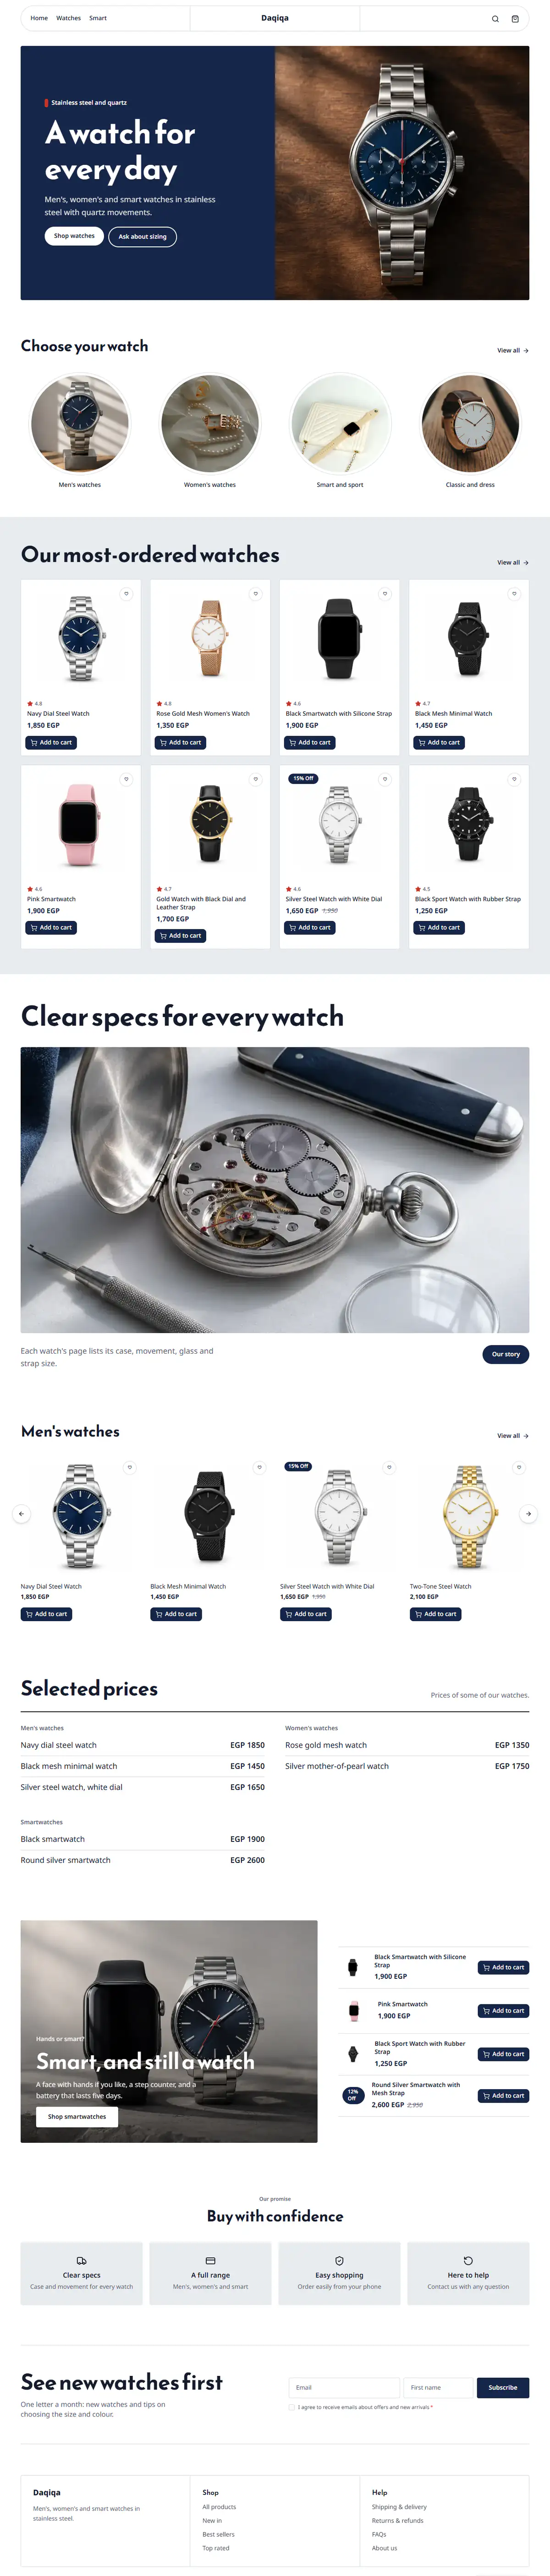 Home Watches Smart
Daqiqa
Stainless steel and quartz
A watch for
every day
Men's, women's and smart watches in stainless
steel with quartz movements.
Shop watches
Ask about sizing
Choose your watch
View all
Men's watches
Women's watches
Smart and sport
Classic and dress
Our most-ordered watches
View all
4.8
Navy Dial Steel Watch
1,850 EGP
Add to cart
4.8
Rose Gold Mesh Women's Watch
1,350 EGP
Add to cart
4.6
Black Smartwatch with Silicone Strap
1,900 EGP
Add to cart
4.7
Black Mesh Minimal Watch
1,450 EGP
Add to cart
4.6
Pink Smartwatch
1,900 EGP
Add to cart
4.7
Gold Watch with Black Dial and
Leather Strap
1,700 EGP
Add to cart
15% Off
4.6
Silver Steel Watch with White Dial
1,650 EGP 1,950
Add to cart
4.5
Black Sport Watch with Rubber Strap
1,250 EGP
Add to cart
Clear specs for every watch
Each watch's page lists its case, movement, glass and
strap size.
Our story
Men's watches
View all
Navy Dial Steel Watch
1,850 EGP
Add to cart
Black Mesh Minimal Watch
1,450 EGP
Add to cart
15% Off
Silver Steel Watch with White Dial
1,650 EGP 1,950
Add to cart
Two-Tone Steel Watch
2,100 EGP
Add to cart
Selected prices
Prices of some of our watches.
Men's watches
Navy dial steel watch EGP 1850
Black mesh minimal watch EGP 1450
Silver steel watch, white dial EGP 1650
Women's watches
Rose gold mesh watch EGP 1350
Silver mother-of-pearl watch EGP 1750
Smartwatches
Black smartwatch EGP 1900
Round silver smartwatch EGP 2600
Hands or smart?
Smart, and still a watch
A face with hands if you like, a step counter, and a
battery that lasts five days.
Shop smartwatches
Black Smartwatch with Silicone
Strap
1,900 EGP
Add to cart
Pink Smartwatch
1,900 EGP
Add to cart
Black Sport Watch with Rubber
Strap
1,250 EGP
Add to cart
12%
Off
Round Silver Smartwatch with
Mesh Strap
2,600 EGP 2,950
Add to cart
Our promise
Buy with confidence
Clear specs
Case and movement for every watch
A full range
Men's, women's and smart
Easy shopping
Order easily from your phone
Here to help
Contact us with any question
See new watches first
One letter a month: new watches and tips on
choosing the size and colour.
Email
First name
Subscribe
I agree to receive emails about offers and new arrivals *
Daqiqa
Men's, women's and smart watches in
stainless steel.
Shop
All products
New in
Best sellers
Top rated
Help
Shipping & delivery
Returns & refunds
FAQs
About us